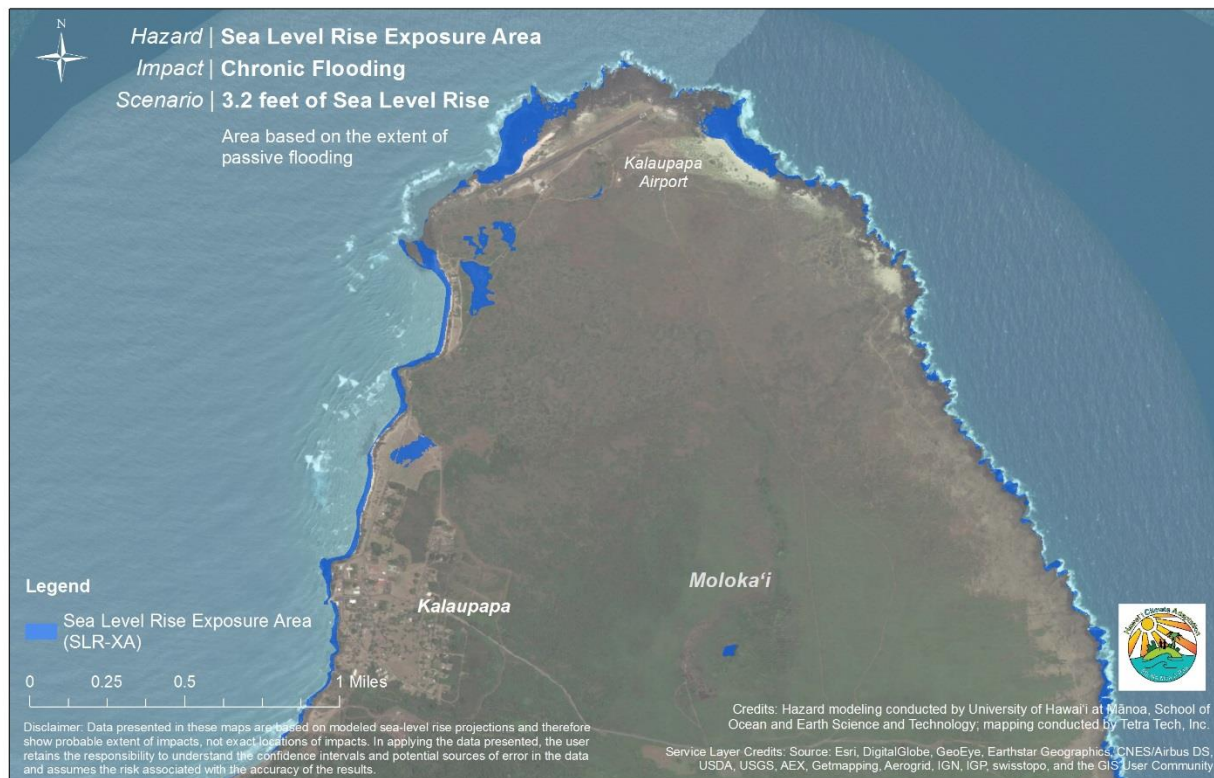 N
Hazard | Sea Level Rise Exposure Area
Impact | Chronic Flooding
Scenario | 3.2 feet of Sea Level Rise
Area based on the extent of
passive flooding
Kalaupapa
Airport
Molokaʻi
Kalaupapa
Legend
Sea Level Rise Exposure Area
(SLR-XA)
0 0.25 0.5 1 Miles
Disclaimer: Data presented in these maps are based on modeled sea-level rise projections and therefore
show probable extent of impacts, not exact locations of impacts. In applying the data presented, the user
retains the responsibility to understand the confidence intervals and potential sources of error in the data
and assumes the risk associated with the accuracy of the results.
Hawaiʻi Climate Adaptation
Credits: Hazard modeling conducted by University of Hawaiʻi at Mānoa, School of
Ocean and Earth Science and Technology; mapping conducted by Tetra Tech, Inc.
Service Layer Credits: Source: Esri, DigitalGlobe, GeoEye, Earthstar Geographics, CNES/Airbus DS,
USDA, USGS, AEX, Getmapping, Aerogrid, IGN, IGP, swisstopo, and the GIS User Community